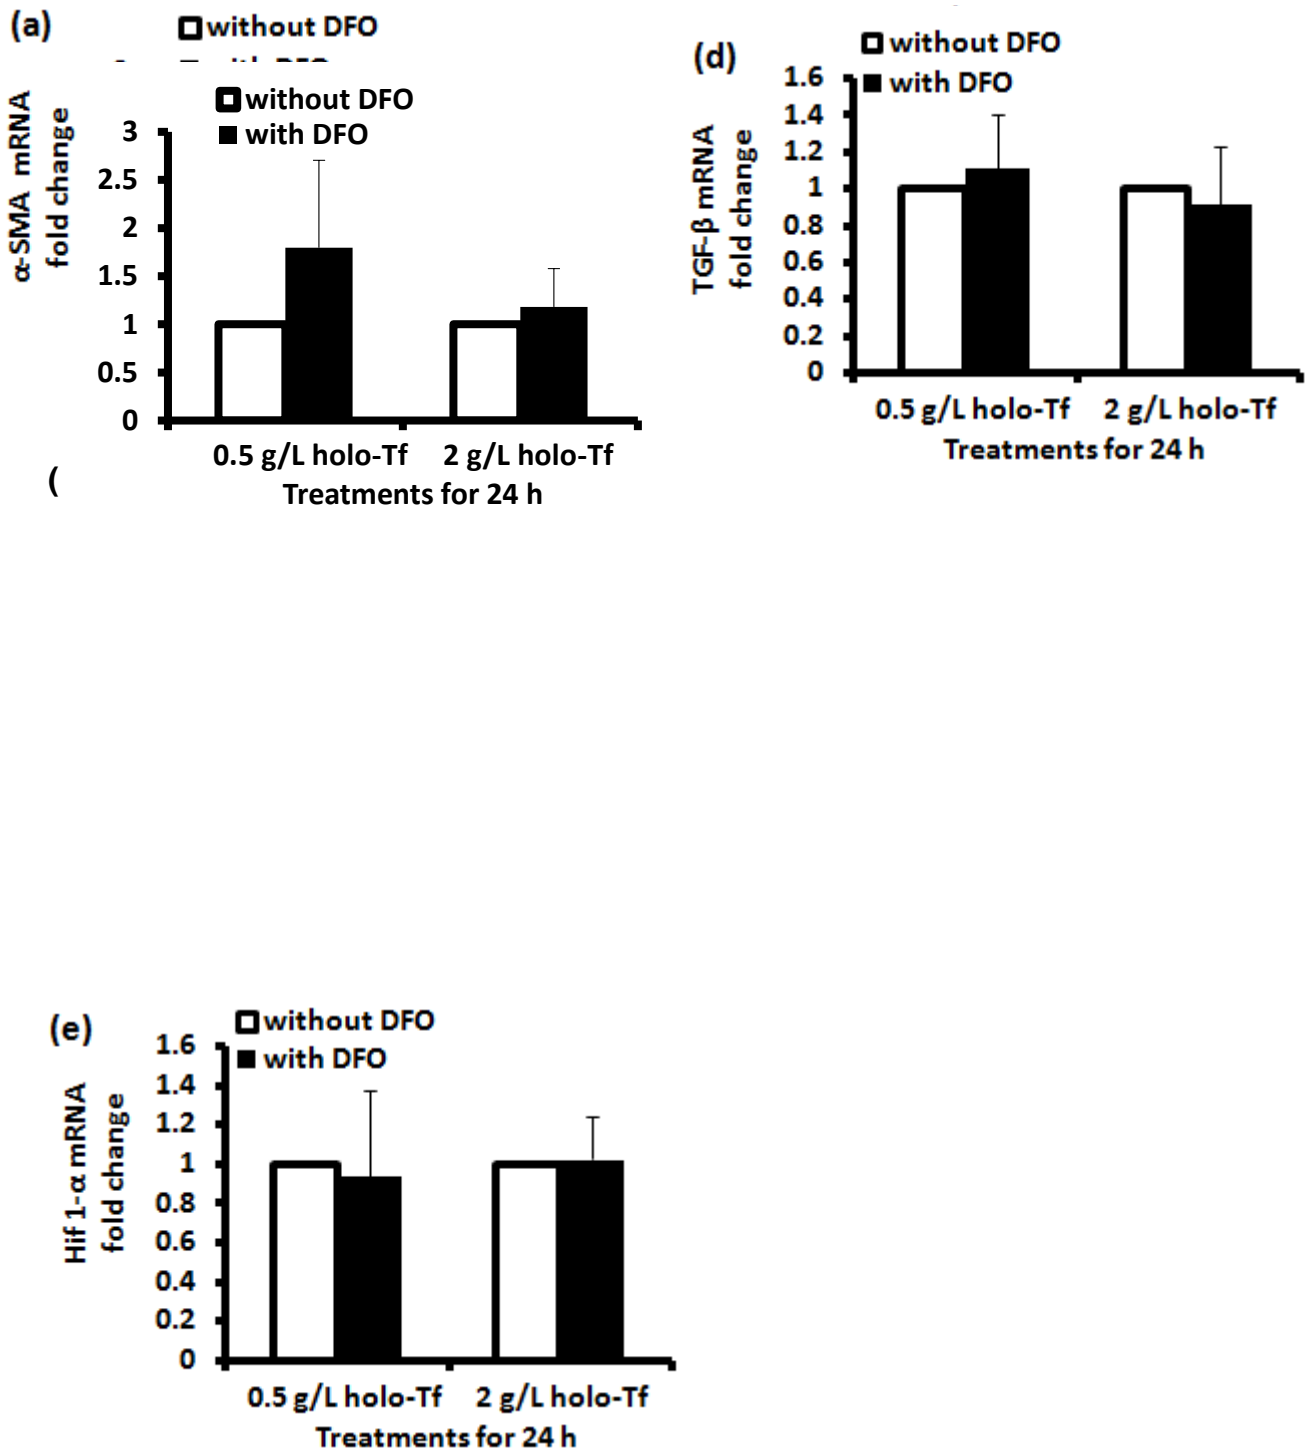 (a)
without DFO
without DFO
with DFO
α-SMA mRNA
fold change
3
2.5
2
1.5
1
0.5
0
0.5 g/L holo-Tf 2 g/L holo-Tf
Treatments for 24 h
(
(d)
without DFO
with DFO
TGF-β mRNA
fold change
1.6
1.4
1.2
1
0.8
0.6
0.4
0.2
0
0.5 g/L holo-Tf 2 g/L holo-Tf
Treatments for 24 h
(e)
without DFO
with DFO
Hif 1-α mRNA
fold change
1.6
1.4
1.2
1
0.8
0.6
0.4
0.2
0
0.5 g/L holo-Tf 2 g/L holo-Tf
Treatments for 24 h